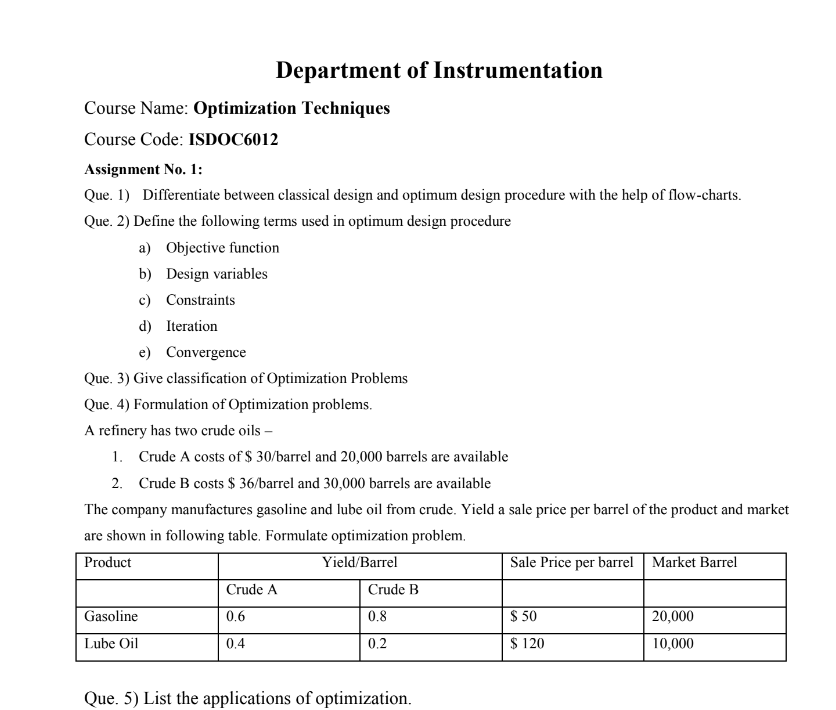 Department of Instrumentation
Course Name: Optimization Techniques
Course Code: ISDOC6012
Assignment No. 1:
Que. 1) Differentiate between classical design and optimum design procedure with the help of flow-charts.
Que. 2) Define the following terms used in optimum design procedure
a) Objective function
b) Design variables
c) Constraints
d) Iteration
e) Convergence
Que. 3) Give classification of Optimization Problems
Que. 4) Formulation of Optimization problems.
A refinery has two crude oils –
1. Crude A costs of $ 30/barrel and 20,000 barrels are available
2. Crude B costs $ 36/barrel and 30,000 barrels are available
The company manufactures gasoline and lube oil from crude. Yield a sale price per barrel of the product and market
are shown in following table. Formulate optimization problem.
Product Yield/Barrel Sale Price per barrel Market Barrel
Crude A Crude B
Gasoline 0.6 0.8 $ 50 20,000
Lube Oil 0.4 0.2 $ 120 10,000
Que. 5) List the applications of optimization.